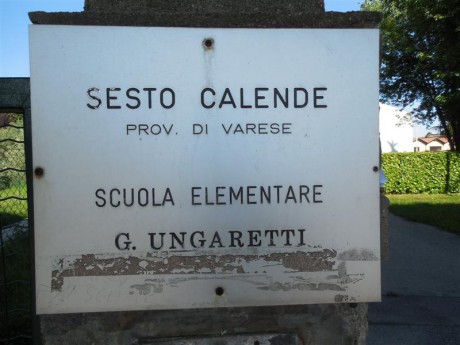 SESTO CALENDE
PROV. DI VARESE
SCUOLA ELEMENTARE
G. UNGARETTI